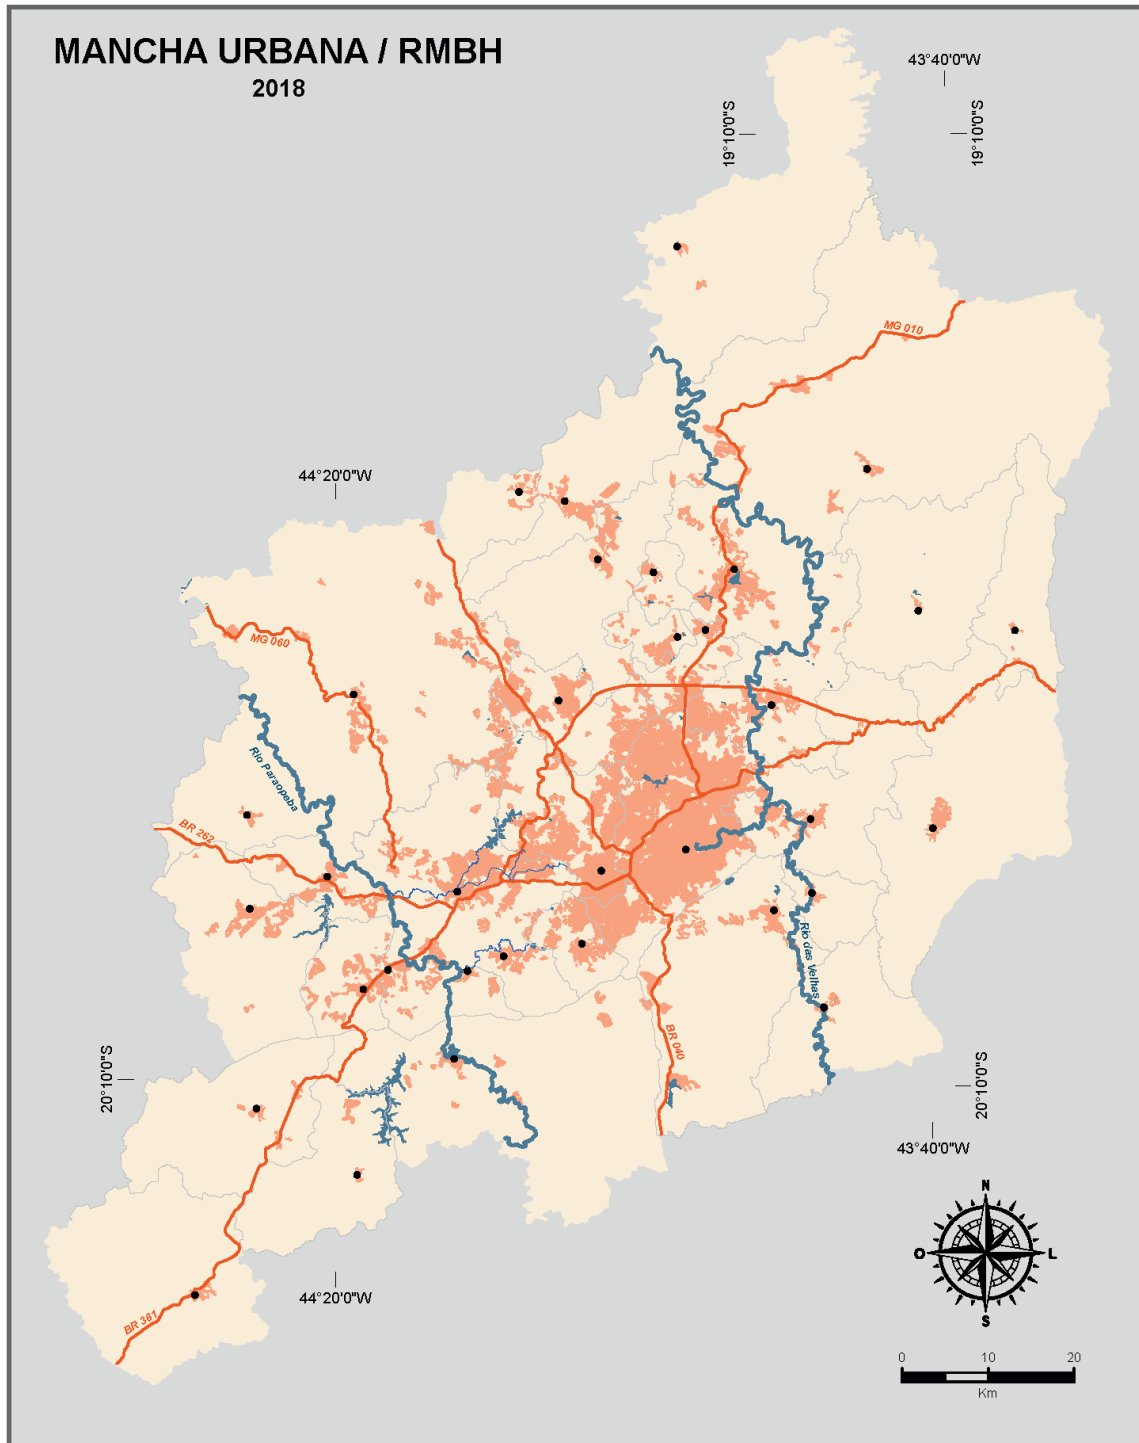 MANCHA URBANA / RMBH
2018
43°40'0"W
19°10'0"S
19°10'0"S
MG 010
44°20'0"W
MG 060
Rio Paraopeba
BR 262
Rio das Velhas
BR 040
20°10'0"S
20°10'0"S
43°40'0"W
N
O
L
S
44°20'0"W
BR 381
0 10 20
Km